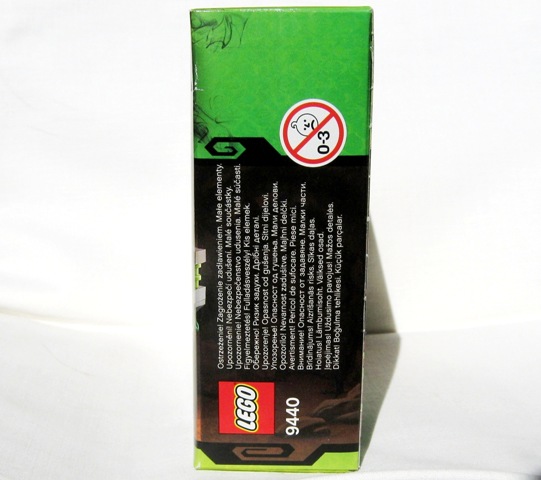 0-3
Ostrzeżenie! Zagrożenie zadławieniem. Małe elementy.
Upozornění! Nebezpečí udušení. Malé součástky.
Upozornenie! Nebezpečenstvo udusenia. Malé súčasti.
Figyelmeztetés! Fulladásveszély! Kis elemek.
Обережно! Ризик задухи. Дрібні деталі.
Upozorenje! Opasnost od gušenja. Sitni dijelovi.
Упозорење! Опасност од гушења. Мали делови.
Opozorilo! Nevarnost zadušitve. Majhni delčki.
Avertisment! Pericol de sufocare. Piese mici.
Внимание! Опасност от задавяне. Малки части.
Brīdinājums! Aizrīšanās risks. Sīkas daļas.
Hoiatus! Lämbumisoht. Väiksed osad.
Įspėjimas! Uždusimo pavojus! Mažos detalės.
Dikkat! Boğulma tehlikesi. Küçük parçalar.
LEGO
9440